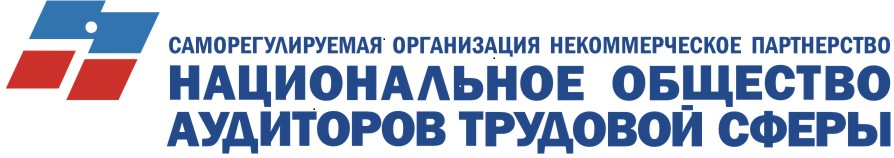 САМОРЕГУЛИРУЕМАЯ ОРГАНИЗАЦИЯ НЕКОММЕРЧЕСКОЕ ПАРТНЕРСТВО
НАЦИОНАЛЬНОЕ ОБЩЕСТВО
АУДИТОРОВ ТРУДОВОЙ СФЕРЫ